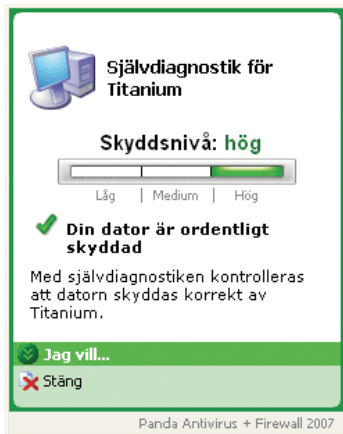 Självdiagnostik för
Titanium
Skyddsnivå: hög
Låg | Medium | Hög
Din dator är ordentligt
skyddad
Med självdiagnostiken kontrolleras
att datorn skyddas korrekt av
Titanium.
Jag vill...
Stäng
Panda Antivirus + Firewall 2007